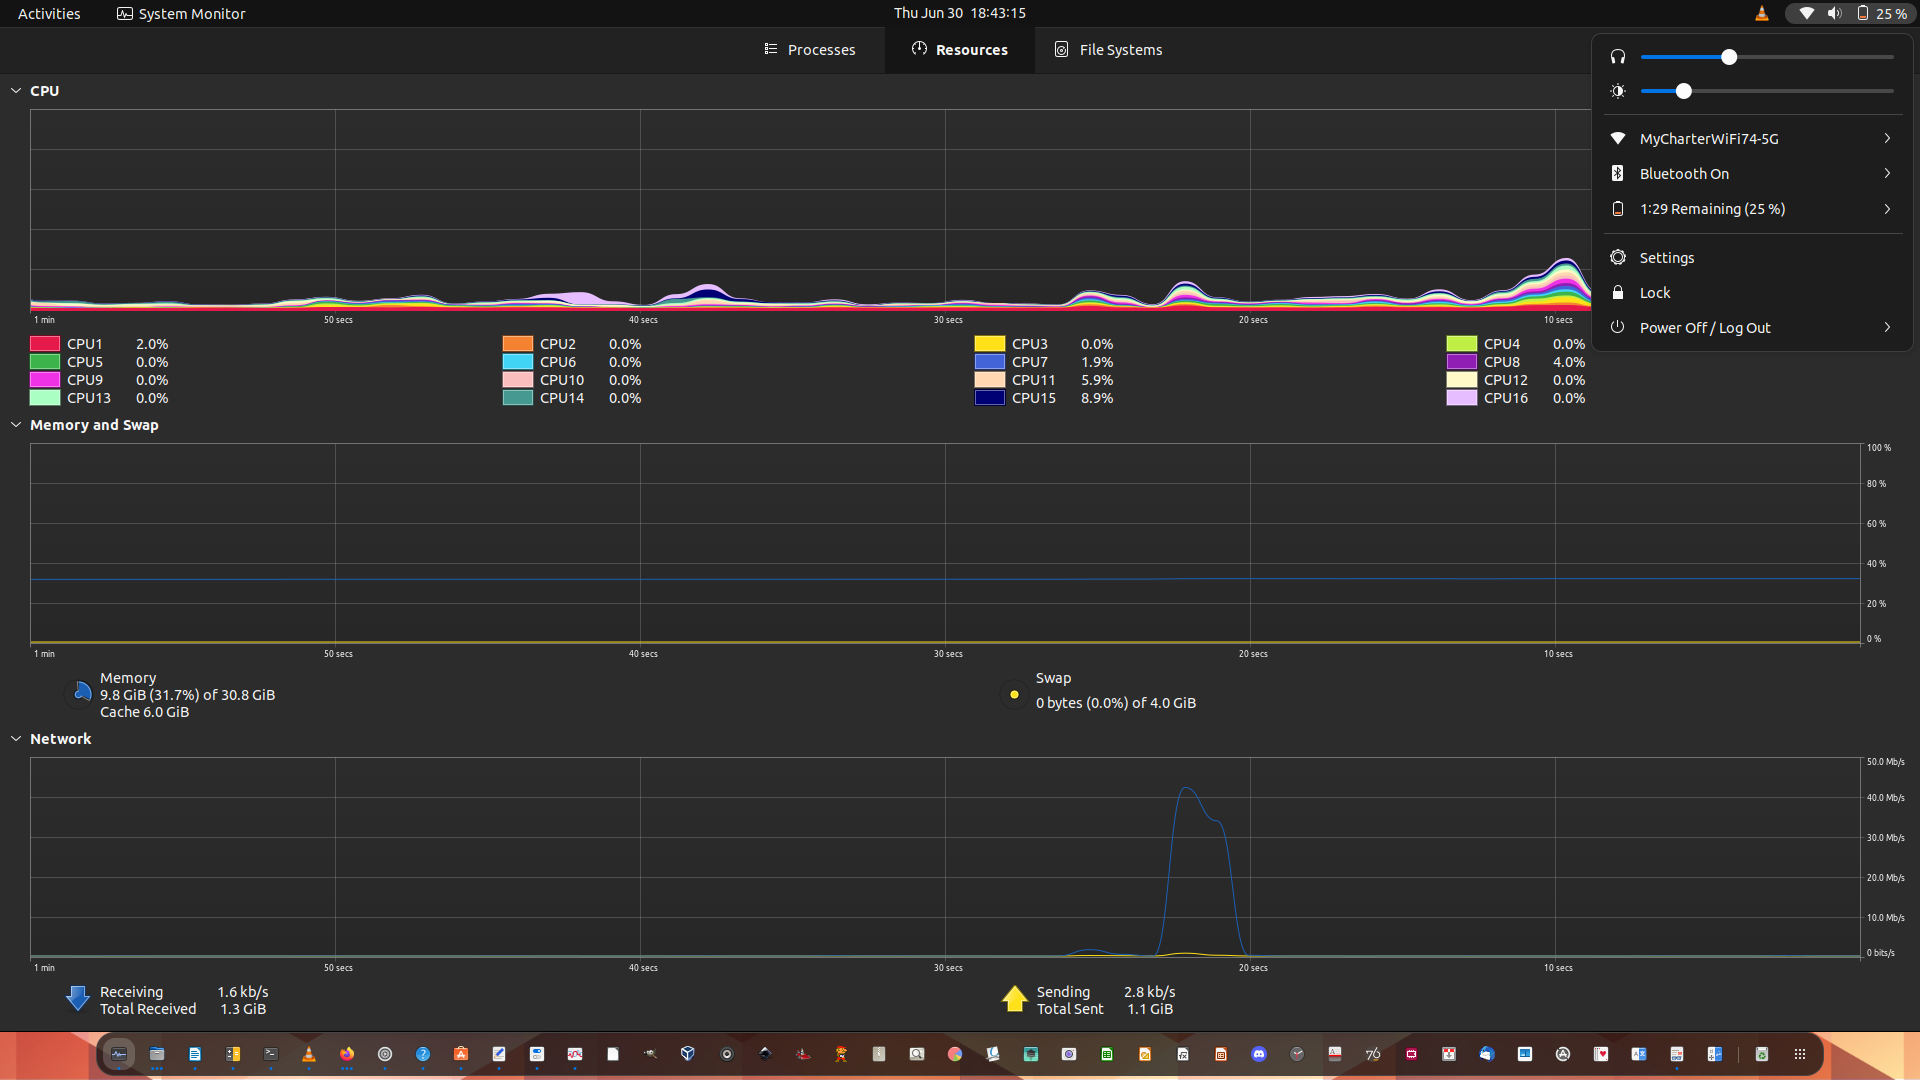 Activities System Monitor Thu Jun 30 18:43:15 25 %
Processes Resources File Systems
MyCharterWiFi74-5G
Bluetooth On
1:29 Remaining (25 %)
Settings
Lock
Power Off / Log Out
CPU
1 min 50 secs 40 secs 30 secs 20 secs 10 secs
CPU1 2.0% CPU2 0.0% CPU3 0.0% CPU4 0.0%
CPU5 0.0% CPU6 0.0% CPU7 1.9% CPU8 4.0%
CPU9 0.0% CPU10 0.0% CPU11 5.9% CPU12 0.0%
CPU13 0.0% CPU14 0.0% CPU15 8.9% CPU16 0.0%
Memory and Swap
100 %
80 %
60 %
40 %
20 %
0 %
1 min 50 secs 40 secs 30 secs 20 secs 10 secs
Memory
9.8 GiB (31.7%) of 30.8 GiB
Cache 6.0 GiB
Swap
0 bytes (0.0%) of 4.0 GiB
Network
50.0 Mb/s
40.0 Mb/s
30.0 Mb/s
20.0 Mb/s
10.0 Mb/s
0 bits/s
1 min 50 secs 40 secs 30 secs 20 secs 10 secs
Receiving 1.6 kb/s
Total Received 1.3 GiB
Sending 2.8 kb/s
Total Sent 1.1 GiB